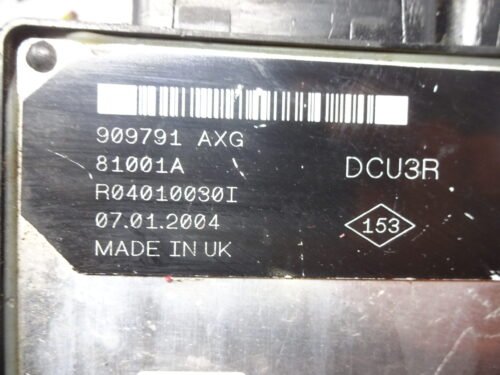 909791 AXG
81001A
DCU3R
R04010030I
07.01.2004
153
MADE IN UK